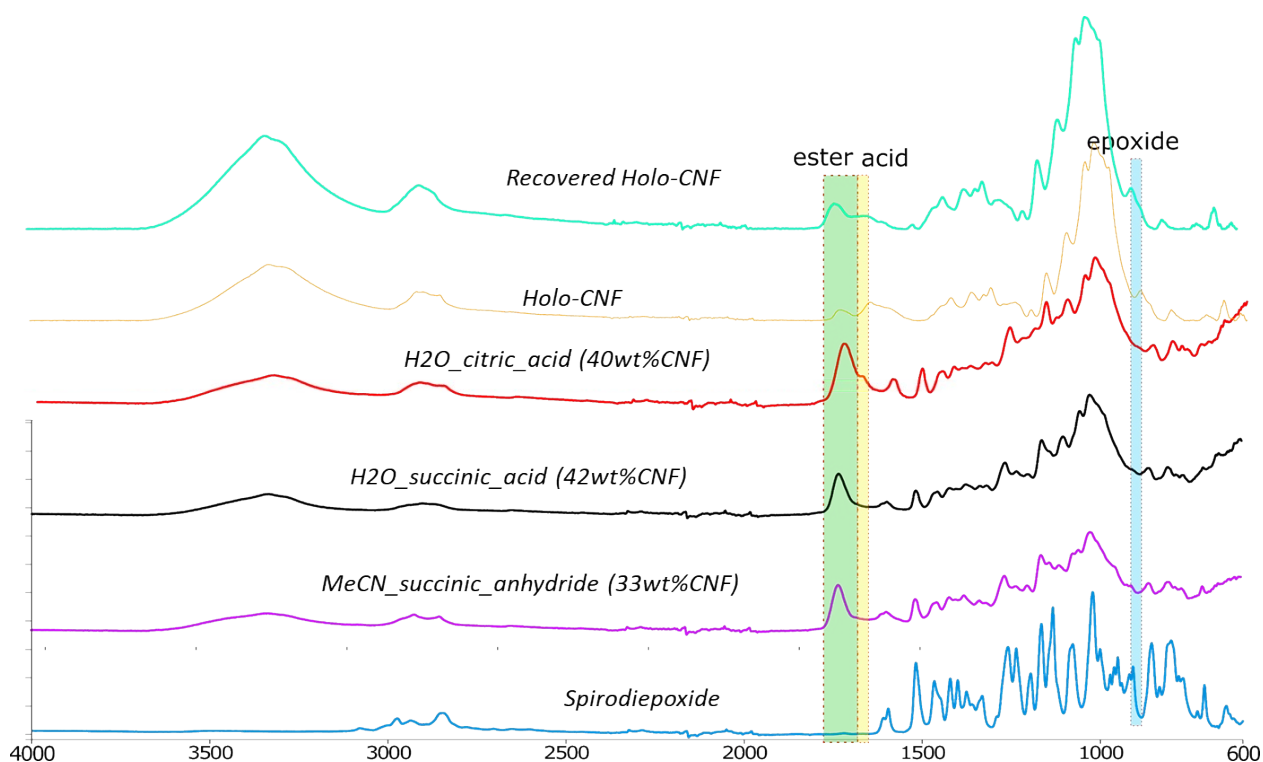 epoxide
ester acid
Recovered Holo-CNF
Holo-CNF
H2O_citric_acid (40wt%CNF)
H2O_succinic_acid (42wt%CNF)
MeCN_succinic_anhydride (33wt%CNF)
Spirodiepoxide
4000 3500 3000 2500 2000 1500 1000 600